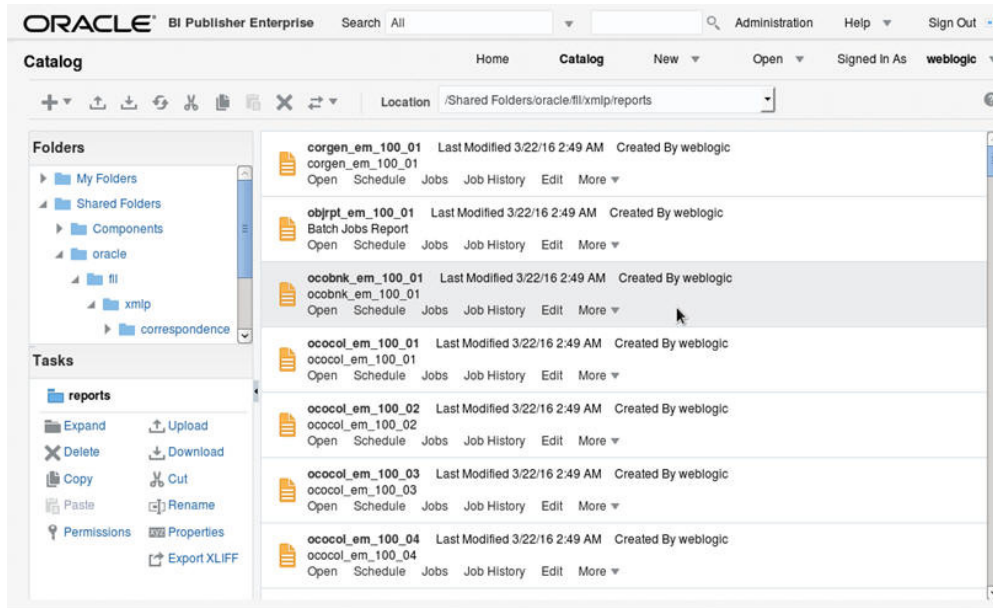 ORACLE BI Publisher Enterprise Search All Administration Help Sign Out
Catalog Home Catalog New Open Signed In As weblogic
Location /Shared Folders/oracle/fll/xmlp/reports
Folders
My Folders
Shared Folders
Components
oracle
fll
xmlp
correspondence
Tasks
reports
Expand Upload
Delete Download
Copy Cut
Paste Rename
Permissions Properties
Export XLIFF
corgen_em_100_01 Last Modified 3/22/16 2:49 AM Created By weblogic
corgen_em_100_01
Open Schedule Jobs Job History Edit More
objrpt_em_100_01 Last Modified 3/22/16 2:49 AM Created By weblogic
Batch Jobs Report
Open Schedule Jobs Job History Edit More
ocobnk_em_100_01 Last Modified 3/22/16 2:49 AM Created By weblogic
ocobnk_em_100_01
Open Schedule Jobs Job History Edit More
ococol_em_100_01 Last Modified 3/22/16 2:49 AM Created By weblogic
ococol_em_100_01
Open Schedule Jobs Job History Edit More
ococol_em_100_02 Last Modified 3/22/16 2:49 AM Created By weblogic
ococol_em_100_02
Open Schedule Jobs Job History Edit More
ococol_em_100_03 Last Modified 3/22/16 2:49 AM Created By weblogic
ococol_em_100_03
Open Schedule Jobs Job History Edit More
ococol_em_100_04 Last Modified 3/22/16 2:49 AM Created By weblogic
ococol_em_100_04
Open Schedule Jobs Job History Edit More